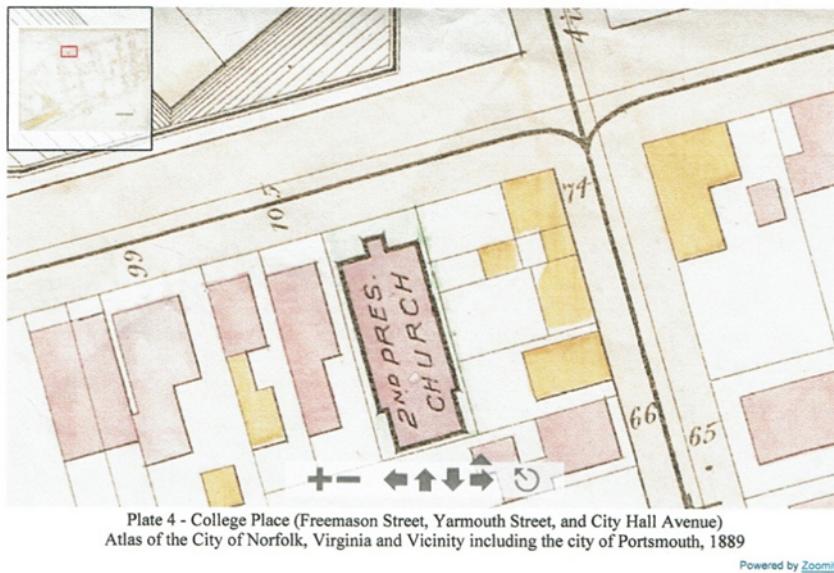 74
105
99
2ND PRES.
CHURCH
66
65
Plate 4 - College Place (Freemason Street, Yarmouth Street, and City Hall Avenue)
Atlas of the City of Norfolk, Virginia and Vicinity including the city of Portsmouth, 1889
Powered by